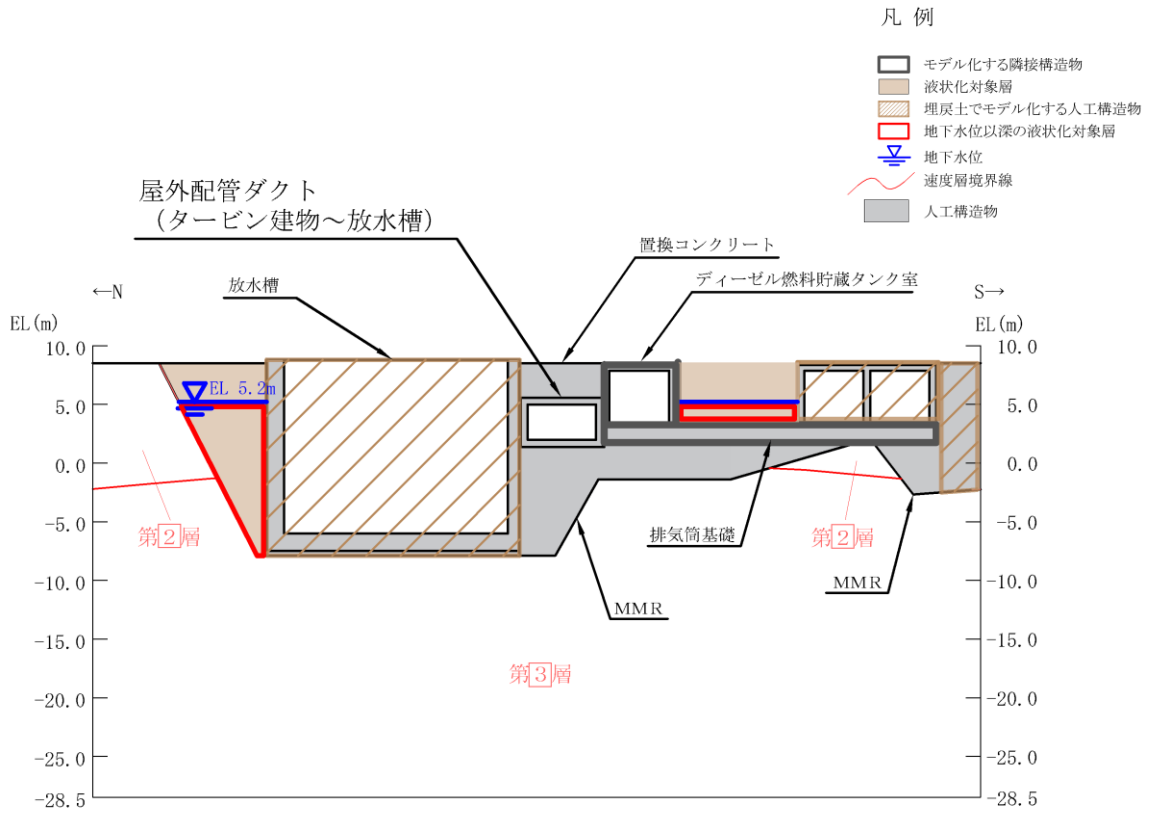 凡 例
モデル化する隣接構造物
液状化対象層
埋戻土でモデル化する人工構造物
地下水位以深の液状化対象層
地下水位
速度層境界線
人工構造物
屋外配管ダクト
（タービン建物～放水槽）
置換コンクリート
ディーゼル燃料貯蔵タンク室
放水槽
←N
S→
EL(m)
EL(m)
10.0
10.0
EL 5.2m
5.0
5.0
0.0
0.0
-5.0
-5.0
第2層
排気筒基礎
第2層
-10.0
-10.0
MMR
MMR
-15.0
-15.0
第3層
-20.0
-20.0
-25.0
-25.0
-28.5
-28.5